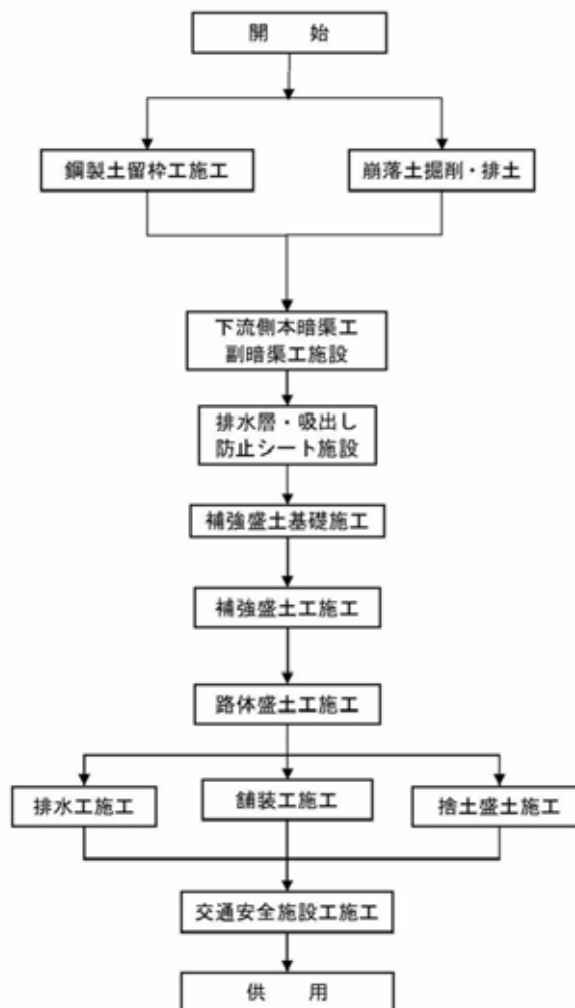 開　　始
鋼製土留枠工施工
崩落土掘削・排土
下流側本暗渠工
副暗渠工施設
排水層・吸出し
防止シート施設
補強盛土基礎施工
補強盛土工施工
路体盛土工施工
排水工施工
舗装工施工
捨土盛土施工
交通安全施設工施工
供　　用